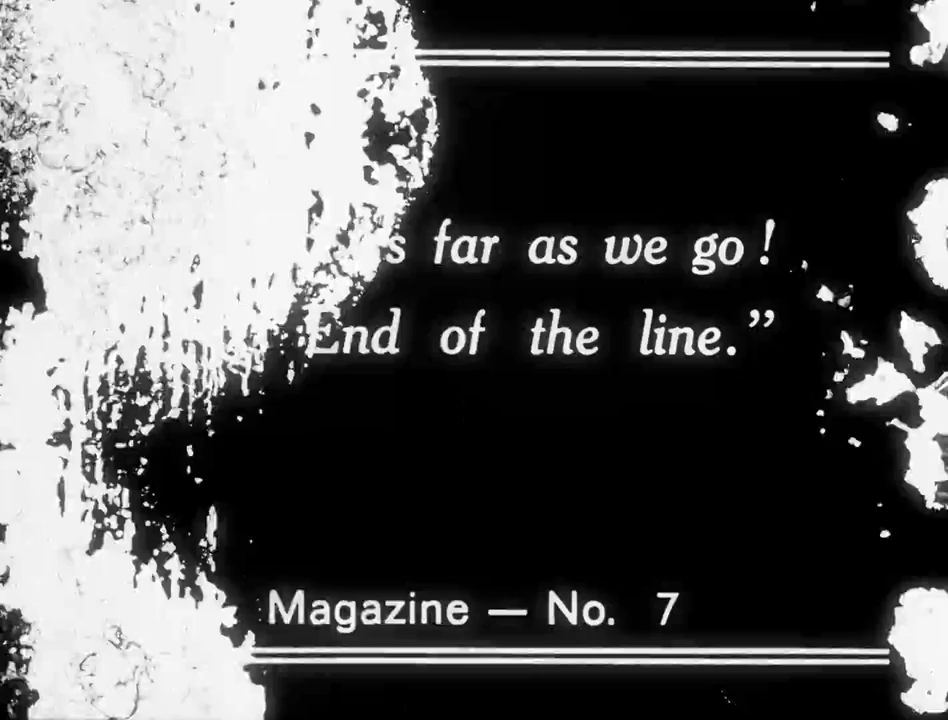 s far as we go!
End of the line.”
Magazine — No. 7